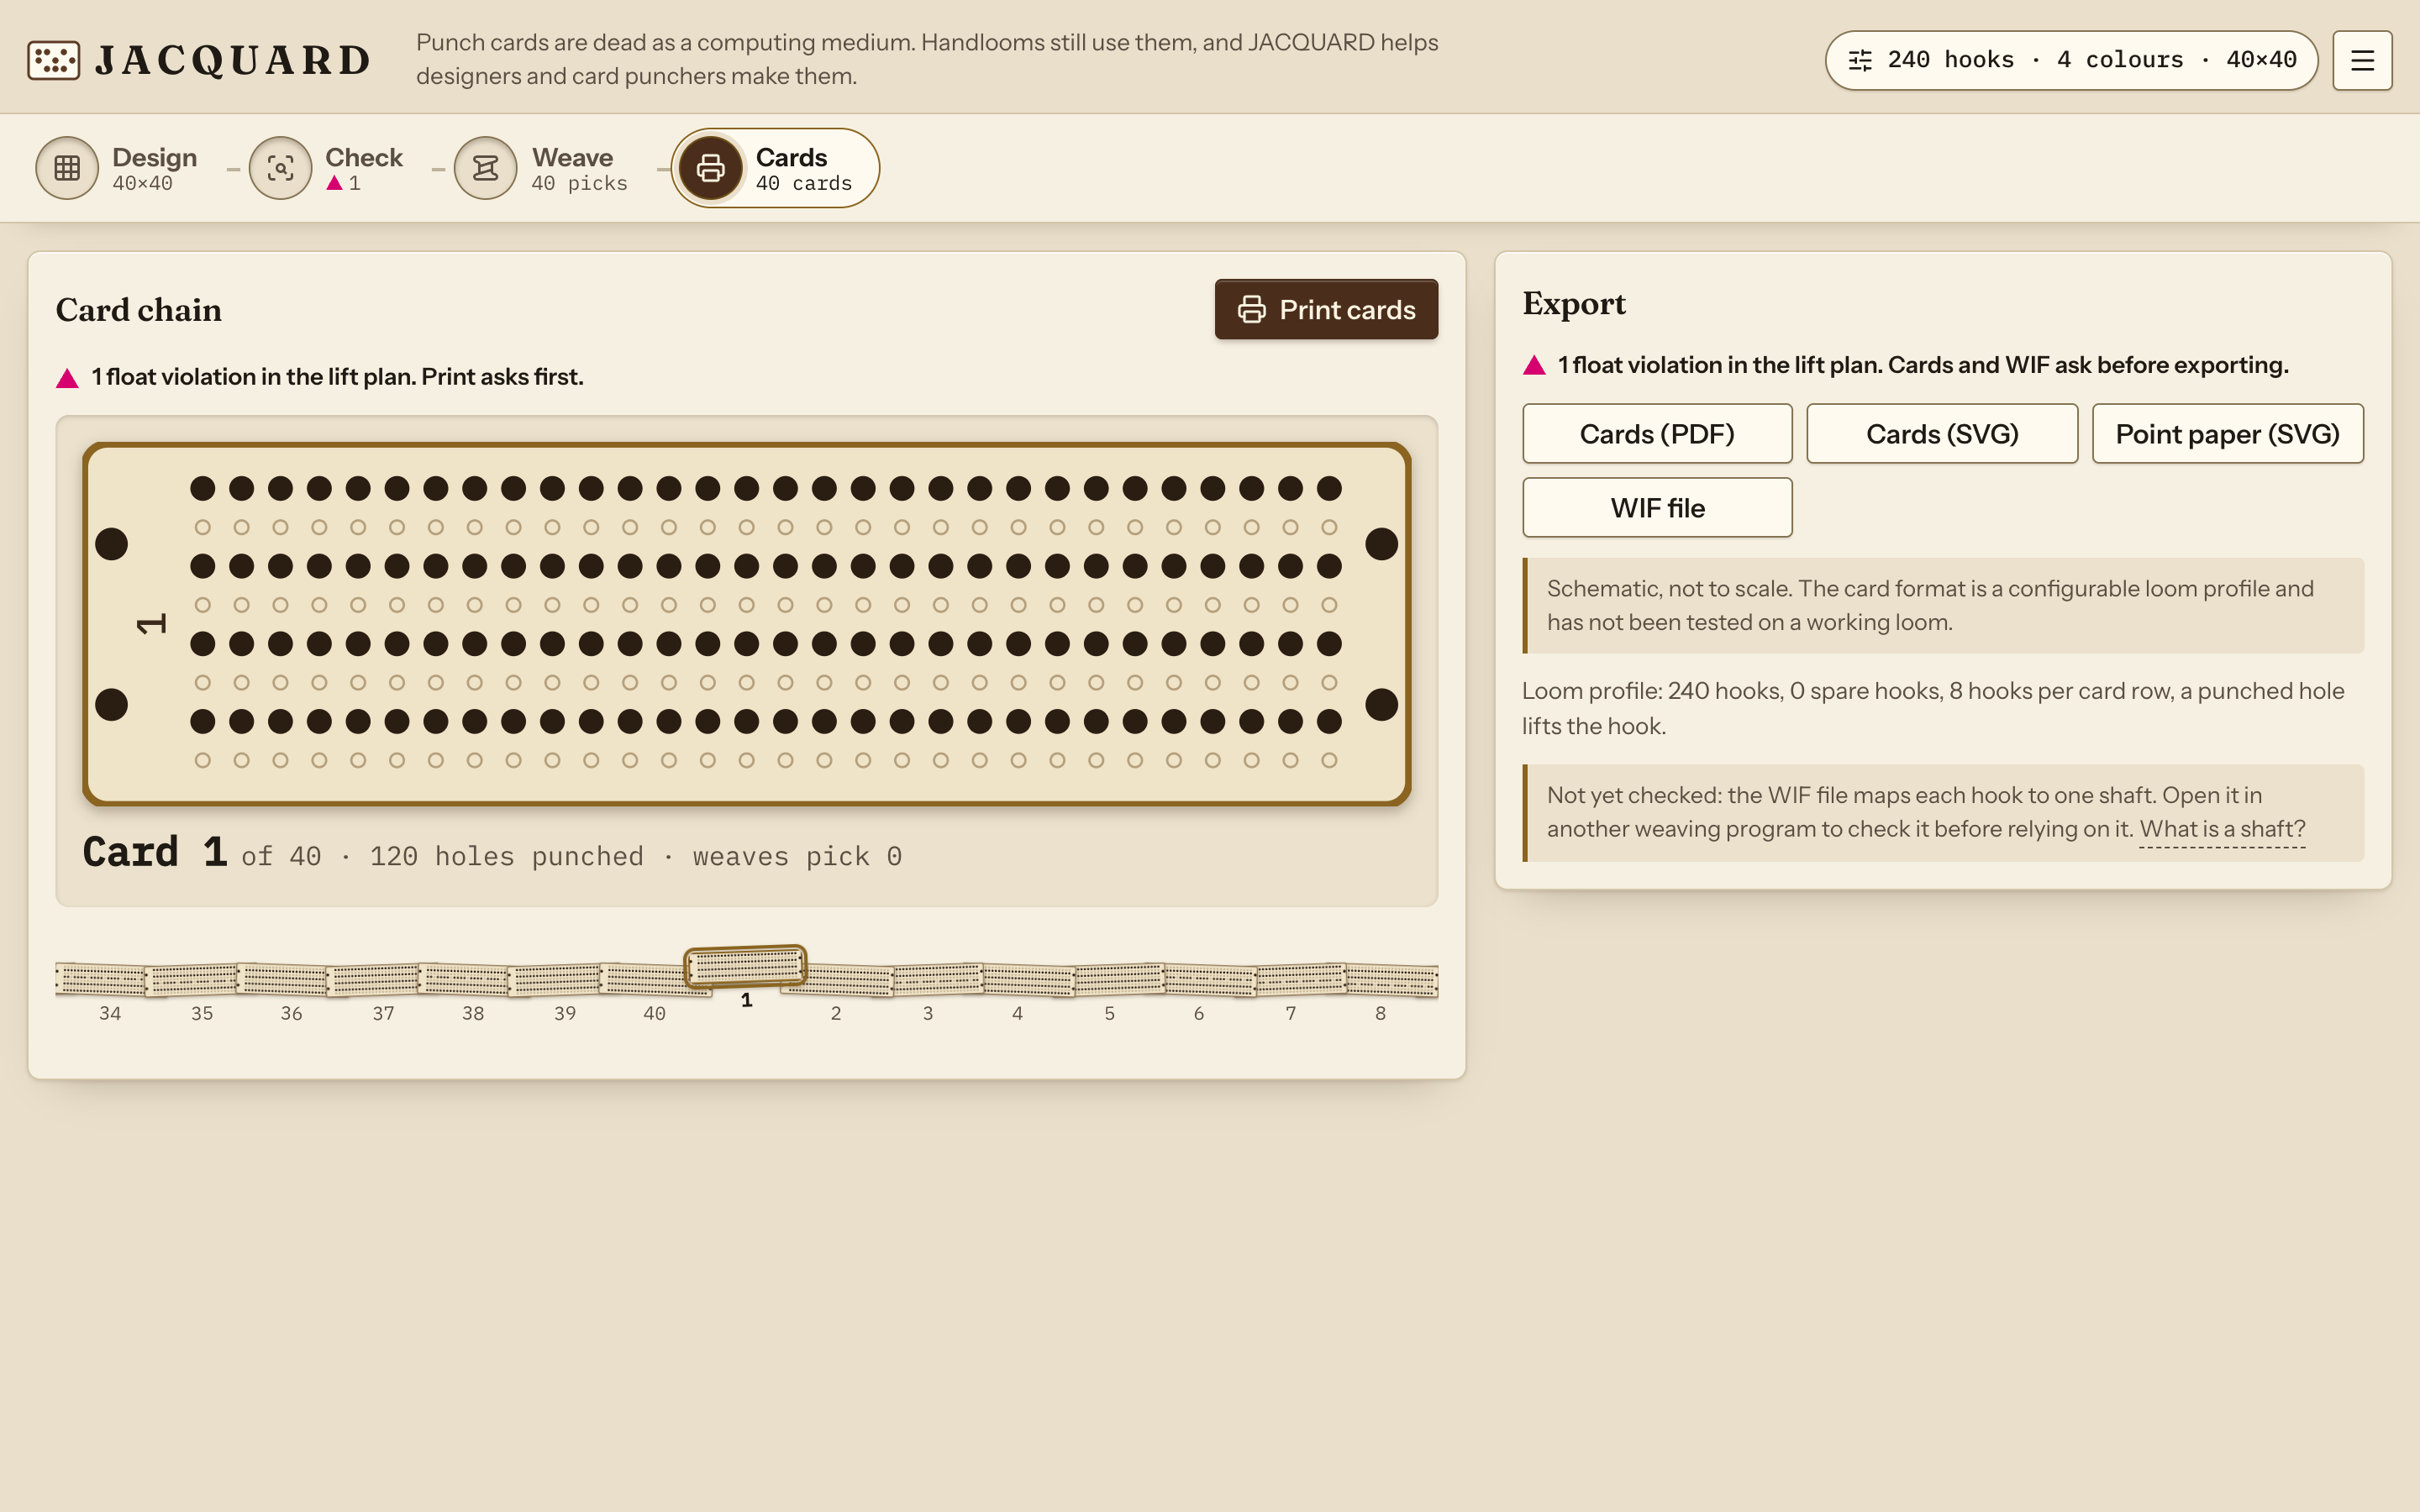 JACQUARD
Punch cards are dead as a computing medium. Handlooms still use them, and JACQUARD helps
designers and card punchers make them.
240 hooks · 4 colours · 40×40
Design
40×40
Check
1
Weave
40 picks
Cards
40 cards
Card chain
Print cards
1 float violation in the lift plan. Print asks first.
1
Card 1 of 40 · 120 holes punched · weaves pick 0
34 35 36 37 38 39 40 1 2 3 4 5 6 7 8
Export
1 float violation in the lift plan. Cards and WIF ask before exporting.
Cards (PDF)
Cards (SVG)
Point paper (SVG)
WIF file
Schematic, not to scale. The card format is a configurable loom profile and
has not been tested on a working loom.
Loom profile: 240 hooks, 0 spare hooks, 8 hooks per card row, a punched hole
lifts the hook.
Not yet checked: the WIF file maps each hook to one shaft. Open it in
another weaving program to check it before relying on it. What is a shaft?